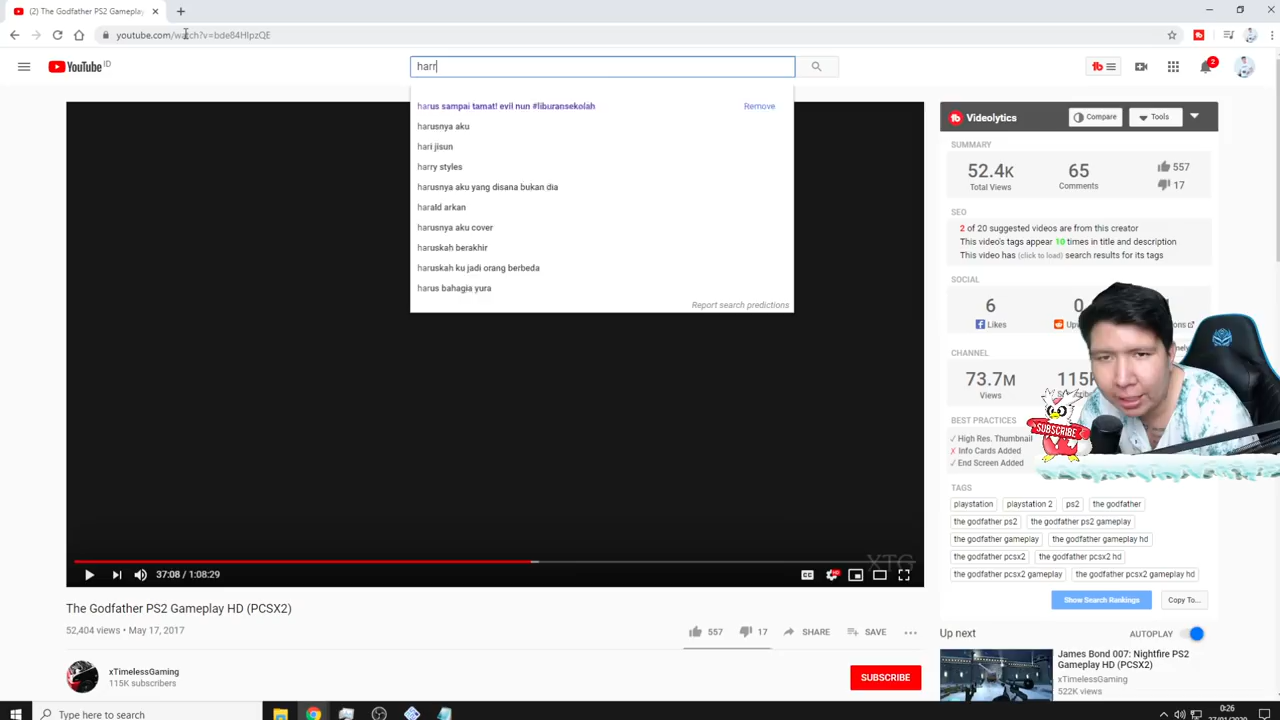 (2) The Godfather PS2 Gamepla
youtube.com/watch?v=bde84HlpzQE
YouTube ID
harr
2
harus sampai tamat! evil nun #liburansekolah Remove
harusnya aku
hari jisun
harry styles
harusnya aku yang disana bukan dia
harald arkan
harusnya aku cover
haruskah berakhir
haruskah ku jadi orang berbeda
harus bahagia yura
Report search predictions
XTG
37:08 / 1:08:29
The Godfather PS2 Gameplay HD (PCSX2)
52,404 views • May 17, 2017
557 17 SHARE SAVE
xTimelessGaming
115K subscribers
SUBSCRIBE
Videolytics Compare Tools
SUMMARY
52.4K 65 557
Total Views Comments 17
SEO
2 of 20 suggested videos are from this creator
This video's tags appear 10 times in title and description
This video has (click to load) search results for its tags
SOCIAL
6
Likes
CHANNEL
73.7M 115K
Views
SUBSCRIBE
BEST PRACTICES
High Res. Thumbnail
Info Cards Added
End Screen Added
TAGS
playstation playstation 2 ps2 the godfather
the godfather ps2 the godfather ps2 gameplay
the godfather gameplay the godfather gameplay hd
the godfather pcsx2 the godfather pcsx2 hd
the godfather pcsx2 gameplay the godfather pcsx2 gameplay hd
Show Search Rankings Copy To...
Up next AUTOPLAY
James Bond 007: Nightfire PS2
Gameplay HD (PCSX2)
xTimelessGaming
522K views
Type here to search
0:26